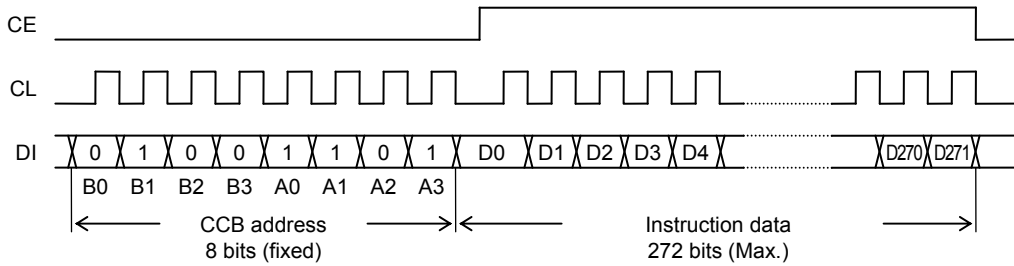 CE
CL
DI 0 1 0 0 1 1 0 1 D0 D1 D2 D3 D4 D270 D271
B0 B1 B2 B3 A0 A1 A2 A3
CCB address Instruction data
8 bits (fixed) 272 bits (Max.)